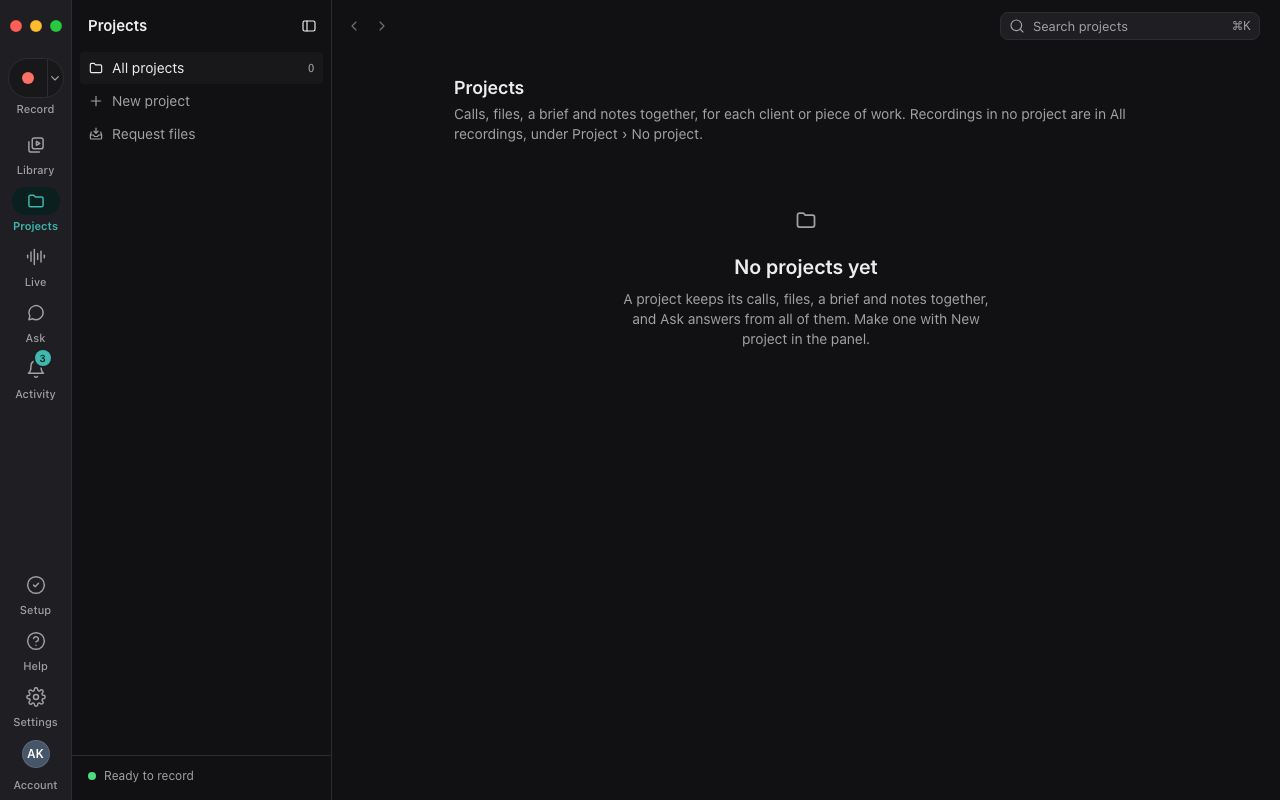 Projects
All projects
0
New project
Request files
Record
Library
Projects
Live
Ask
3
Activity
Setup
Help
Settings
AK
Account
Ready to record
Search projects
⌘K
Projects
Calls, files, a brief and notes together, for each client or piece of work. Recordings in no project are in All
recordings, under Project › No project.
No projects yet
A project keeps its calls, files, a brief and notes together,
and Ask answers from all of them. Make one with New
project in the panel.